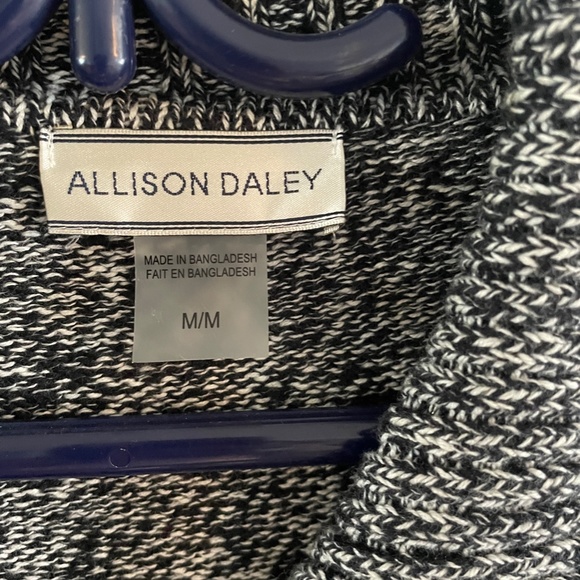 ALLISON DALEY
MADE IN BANGLADESH
FAIT EN BANGLADESH
M/M